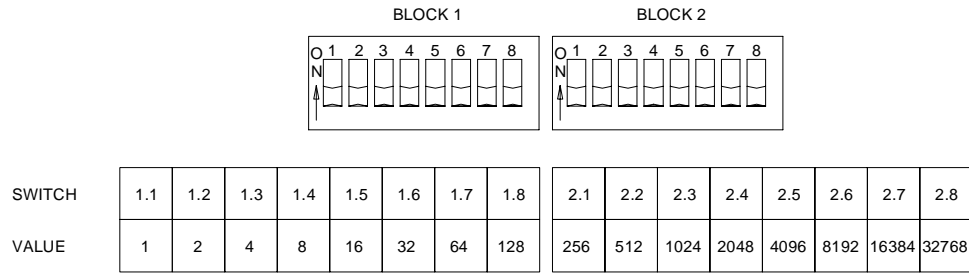 BLOCK 1 BLOCK 2
ON 1 2 3 4 5 6 7 8 ON 1 2 3 4 5 6 7 8
SWITCH 1.1 1.2 1.3 1.4 1.5 1.6 1.7 1.8 2.1 2.2 2.3 2.4 2.5 2.6 2.7 2.8
VALUE 1 2 4 8 16 32 64 128 256 512 1024 2048 4096 8192 16384 32768